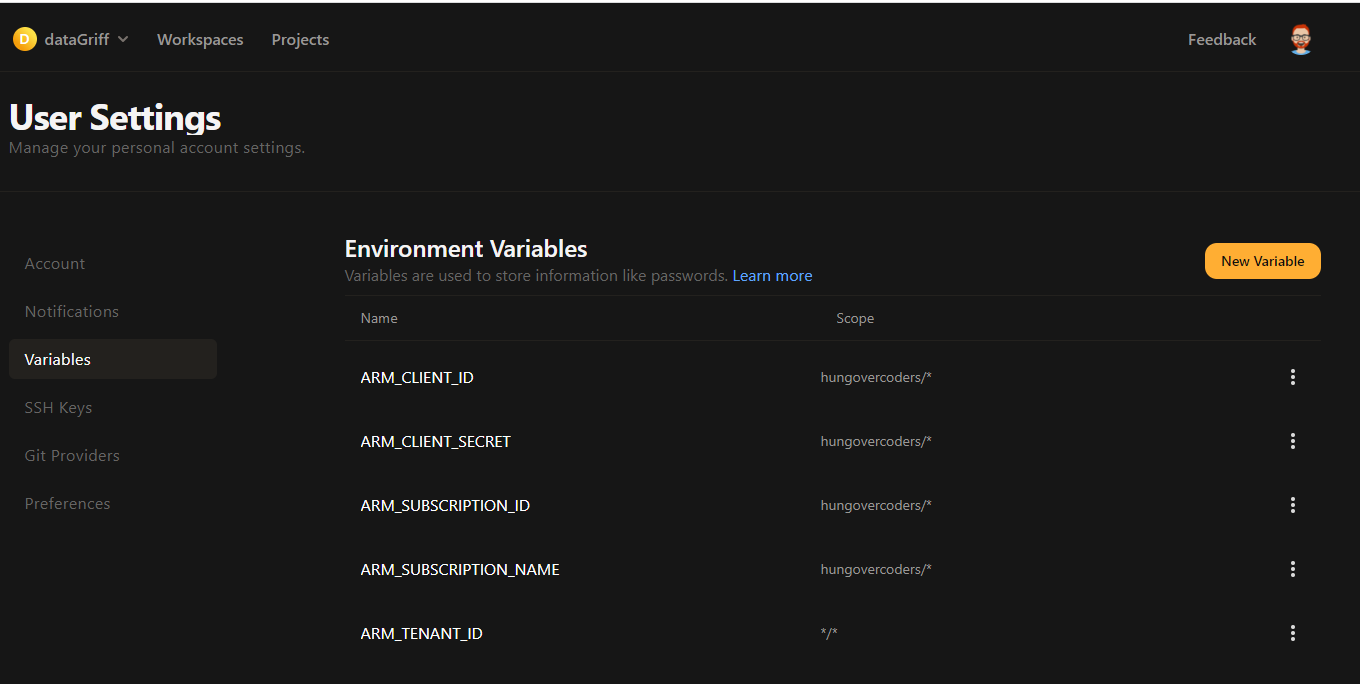 D dataGriff Workspaces Projects Feedback
User Settings
Manage your personal account settings.
Account
Notifications
Variables
SSH Keys
Git Providers
Preferences
Environment Variables
Variables are used to store information like passwords. Learn more
New Variable
Name Scope
ARM_CLIENT_ID hungovercoders/*
ARM_CLIENT_SECRET hungovercoders/*
ARM_SUBSCRIPTION_ID hungovercoders/*
ARM_SUBSCRIPTION_NAME hungovercoders/*
ARM_TENANT_ID */*